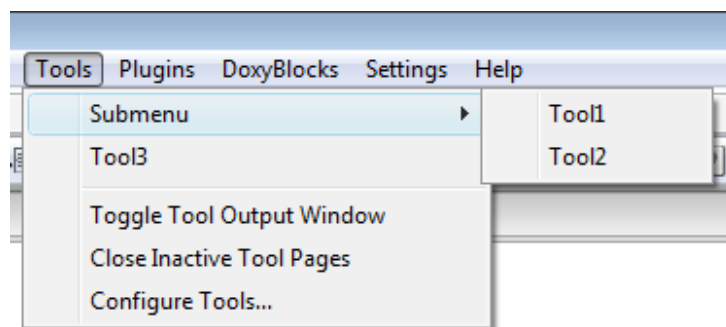 Tools Plugins DoxyBlocks Settings Help
Submenu
Tool1
Tool3
Tool2
Toggle Tool Output Window
Close Inactive Tool Pages
Configure Tools...